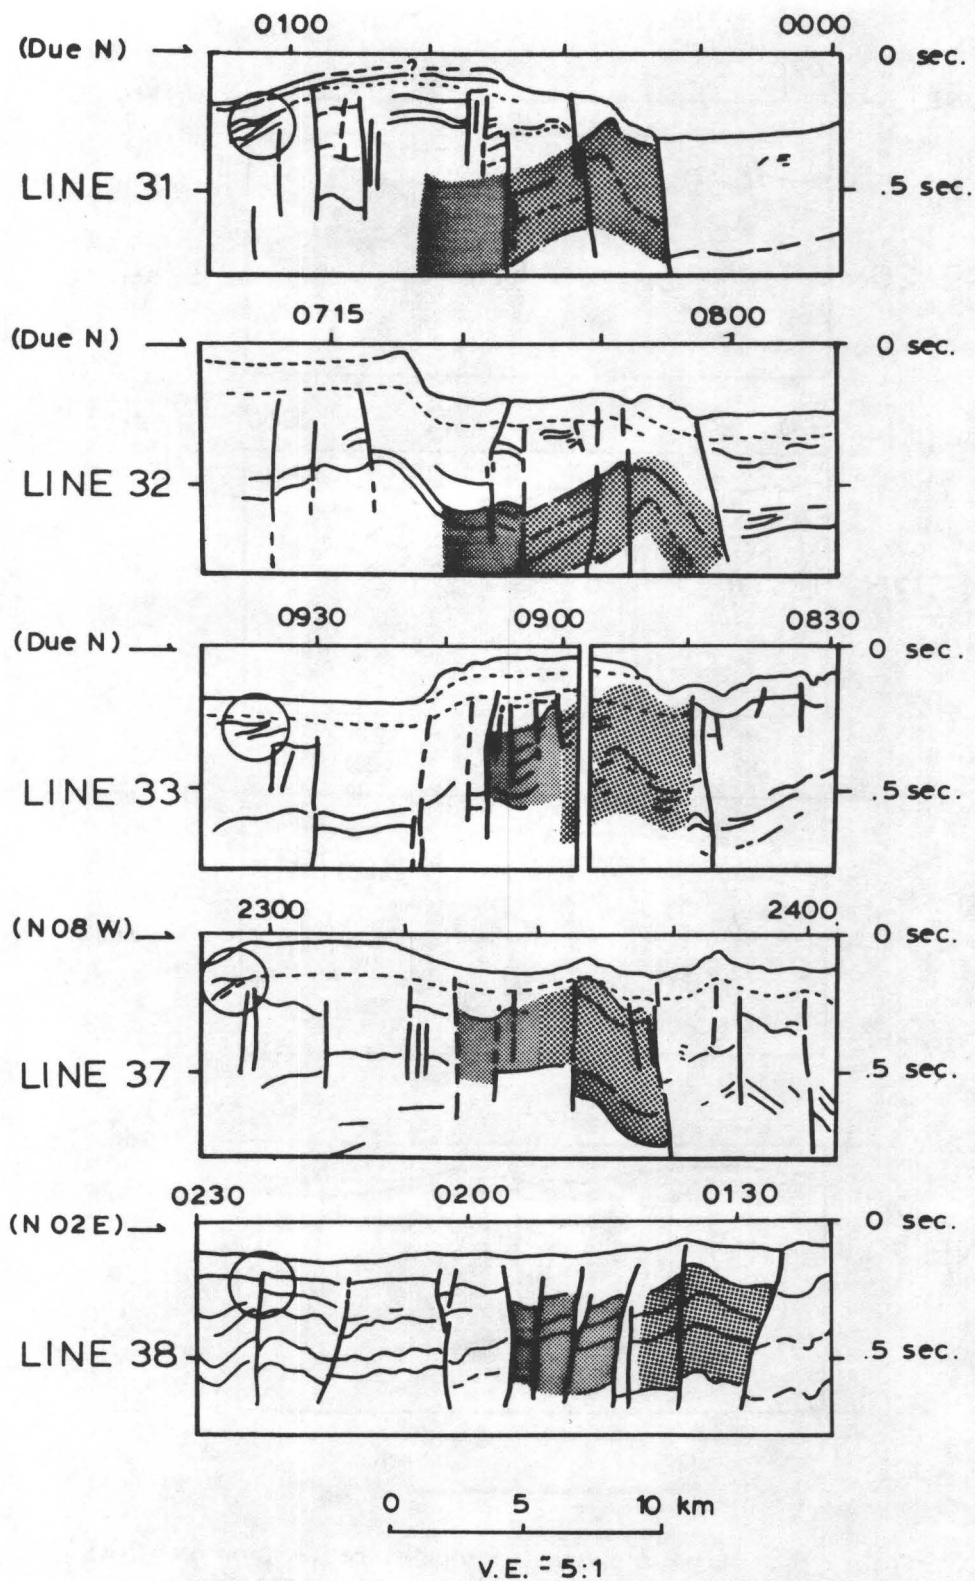 0100 0000
(Due N) → 0 sec.
?
LINE 31 .5 sec.
0715 0800
(Due N) → 0 sec.
LINE 32 .5 sec.
0930 0900 0830
(Due N) → 0 sec.
LINE 33 .5 sec.
2300 2400
(N 08 W) → 0 sec.
LINE 37 .5 sec.
0230 0200 0130
(N 02 E) → 0 sec.
LINE 38 .5 sec.
0 5 10 km
V.E. = 5:1